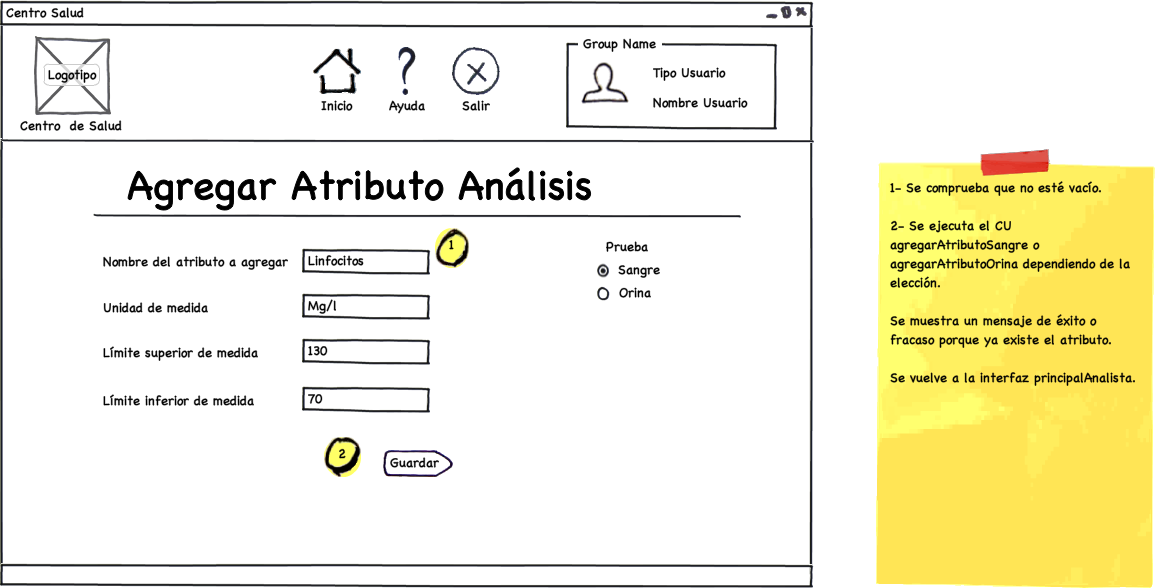 Centro Salud
Logotipo
Centro de Salud
Inicio
Ayuda
Salir
Group Name
Tipo Usuario
Nombre Usuario
Agregar Atributo Análisis
Nombre del atributo a agregar
Linfocitos
1
Unidad de medida
Mg/l
Límite superior de medida
130
Límite inferior de medida
70
Prueba
Sangre
Orina
2
Guardar
1- Se comprueba que no esté vacío.
2- Se ejecuta el CU
agregarAtributoSangre o
agregarAtributoOrina dependiendo de la
elección.
Se muestra un mensaje de éxito o
fracaso porque ya existe el atributo.
Se vuelve a la interfaz principalAnalista.